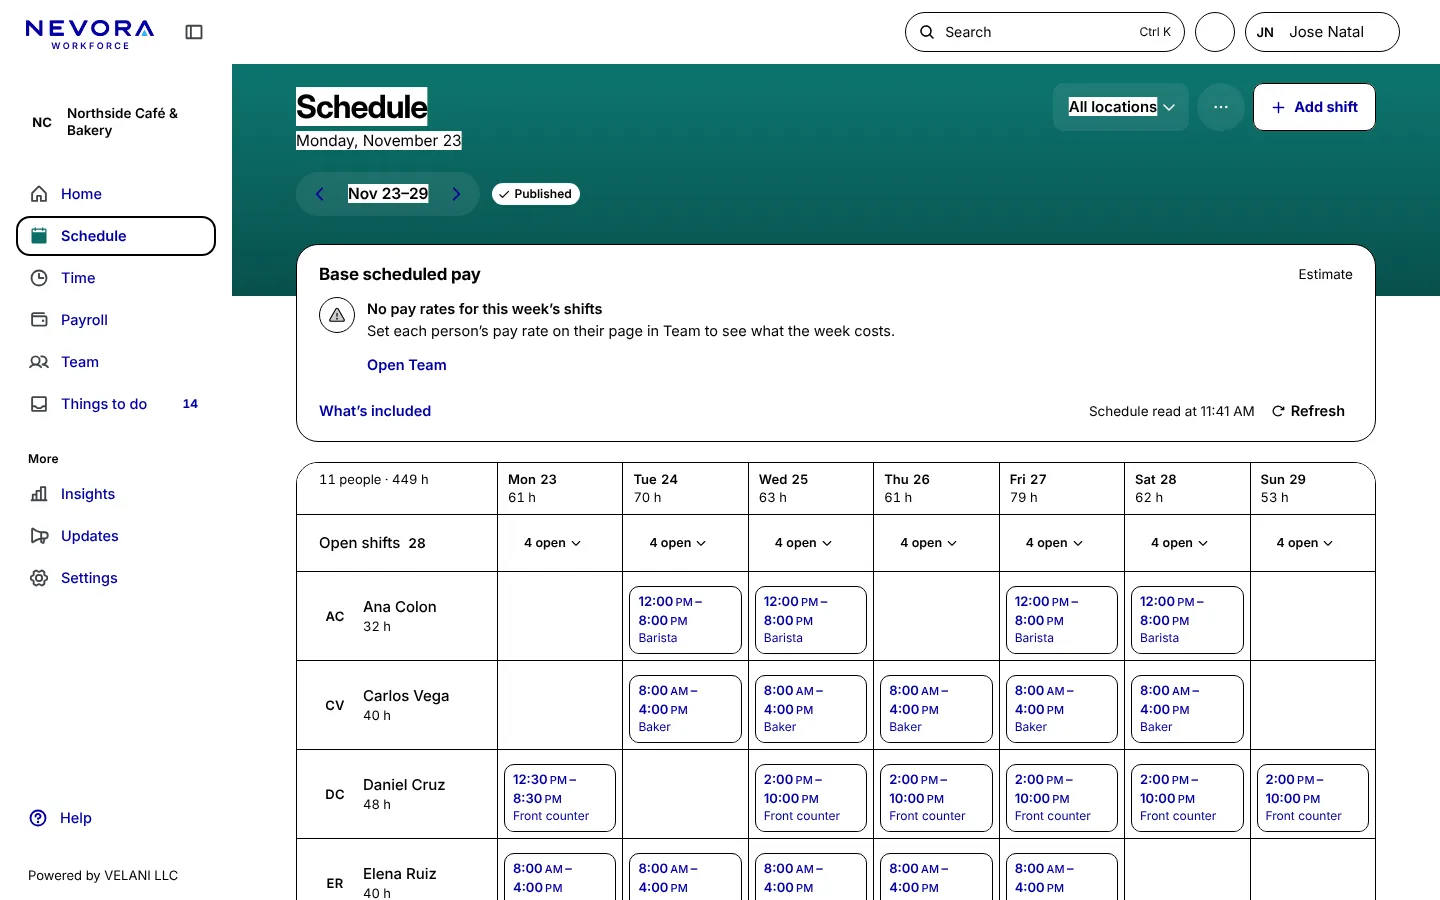 NEVORA
WORKFORCE
Search
Ctrl K
JN
Jose Natal
NC
Northside Café &
Bakery
Home
Schedule
Time
Payroll
Team
Things to do
14
More
Insights
Updates
Settings
Help
Powered by VELANI LLC
Schedule
Monday, November 23
All locations
Add shift
Nov 23–29
Published
Base scheduled pay
Estimate
No pay rates for this week’s shifts
Set each person’s pay rate on their page in Team to see what the week costs.
Open Team
What’s included
Schedule read at 11:41 AM
Refresh
11 people · 449 h
Mon 23
61 h
Tue 24
70 h
Wed 25
63 h
Thu 26
61 h
Fri 27
79 h
Sat 28
62 h
Sun 29
53 h
Open shifts 28
4 open
4 open
4 open
4 open
4 open
4 open
4 open
AC
Ana Colon
32 h
12:00 PM –
8:00 PM
Barista
12:00 PM –
8:00 PM
Barista
12:00 PM –
8:00 PM
Barista
12:00 PM –
8:00 PM
Barista
CV
Carlos Vega
40 h
8:00 AM –
4:00 PM
Baker
8:00 AM –
4:00 PM
Baker
8:00 AM –
4:00 PM
Baker
8:00 AM –
4:00 PM
Baker
8:00 AM –
4:00 PM
Baker
DC
Daniel Cruz
48 h
12:30 PM –
8:30 PM
Front counter
2:00 PM –
10:00 PM
Front counter
2:00 PM –
10:00 PM
Front counter
2:00 PM –
10:00 PM
Front counter
2:00 PM –
10:00 PM
Front counter
2:00 PM –
10:00 PM
Front counter
ER
Elena Ruiz
40 h
8:00 AM –
4:00 PM
8:00 AM –
4:00 PM
8:00 AM –
4:00 PM
8:00 AM –
4:00 PM
8:00 AM –
4:00 PM